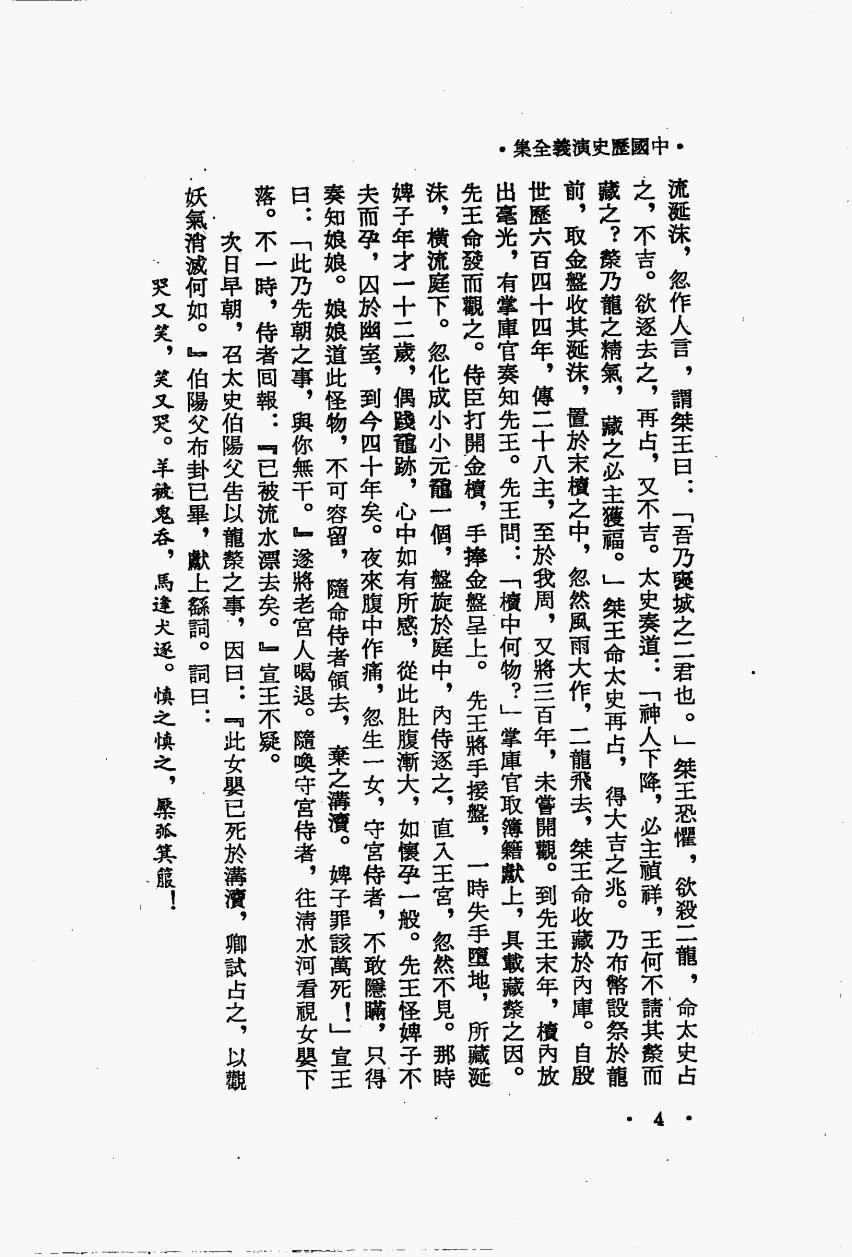 ·中國歷史演義全集·
流涎沫，忽作人言，謂桀王曰：「吾乃褒城之二君也。」桀王恐懼，欲殺二龍，命太史占
之，不吉。欲逐去之，再占，又不吉。太史奏道：「神人下降，必主禎祥，王何不請其漦而
藏之？漦乃龍之精氣，藏之必主獲福。」桀王命太史再占，得大吉之兆。乃布幣設祭於龍
前，取金盤收其涎沫，置於末櫝之中，忽然風雨大作，二龍飛去，桀王命收藏於內庫。自殷
世歷六百四十四年，傳二十八主，至於我周，又將三百年，未嘗開觀。到先王末年，櫝內放
出毫光，有掌庫官奏知先王。先王問：「櫝中何物？」掌庫官取簿籍獻上，具載藏漦之因。
先王命發而觀之。侍臣打開金櫝，手捧金盤呈上。先王將手接盤，一時失手墮地，所藏涎
沫，橫流庭下。忽化成小小元黿一個，盤旋於庭中，內侍逐之，直入王宮，忽然不見。那時
婢子年才一十二歲，偶踐黿跡，心中如有所感，從此肚腹漸大，如懷孕一般。先王怪婢子不
夫而孕，囚於幽室，到今四十年矣。夜來腹中作痛，忽生一女，守宮侍者，不敢隱瞞，只得
奏知娘娘。娘娘道此怪物，不可容留，隨命侍者領去，棄之溝瀆。婢子罪該萬死！」宣王
曰：「此乃先朝之事，與你無干。』遂將老宮人喝退。隨喚守宮侍者，往清水河看視女嬰下
落。不一時，侍者回報：『已被流水漂去矣。』宣王不疑。
次日早朝，召太史伯陽父告以龍漦之事，因曰：『此女嬰已死於溝瀆，卿試占之，以觀
妖氣消滅何如。』伯陽父布卦已畢，獻上繇詞。詞曰：
哭又笑，笑又哭。羊被鬼吞，馬逢犬逐。慎之慎之，檿弧箕箙！
·4·